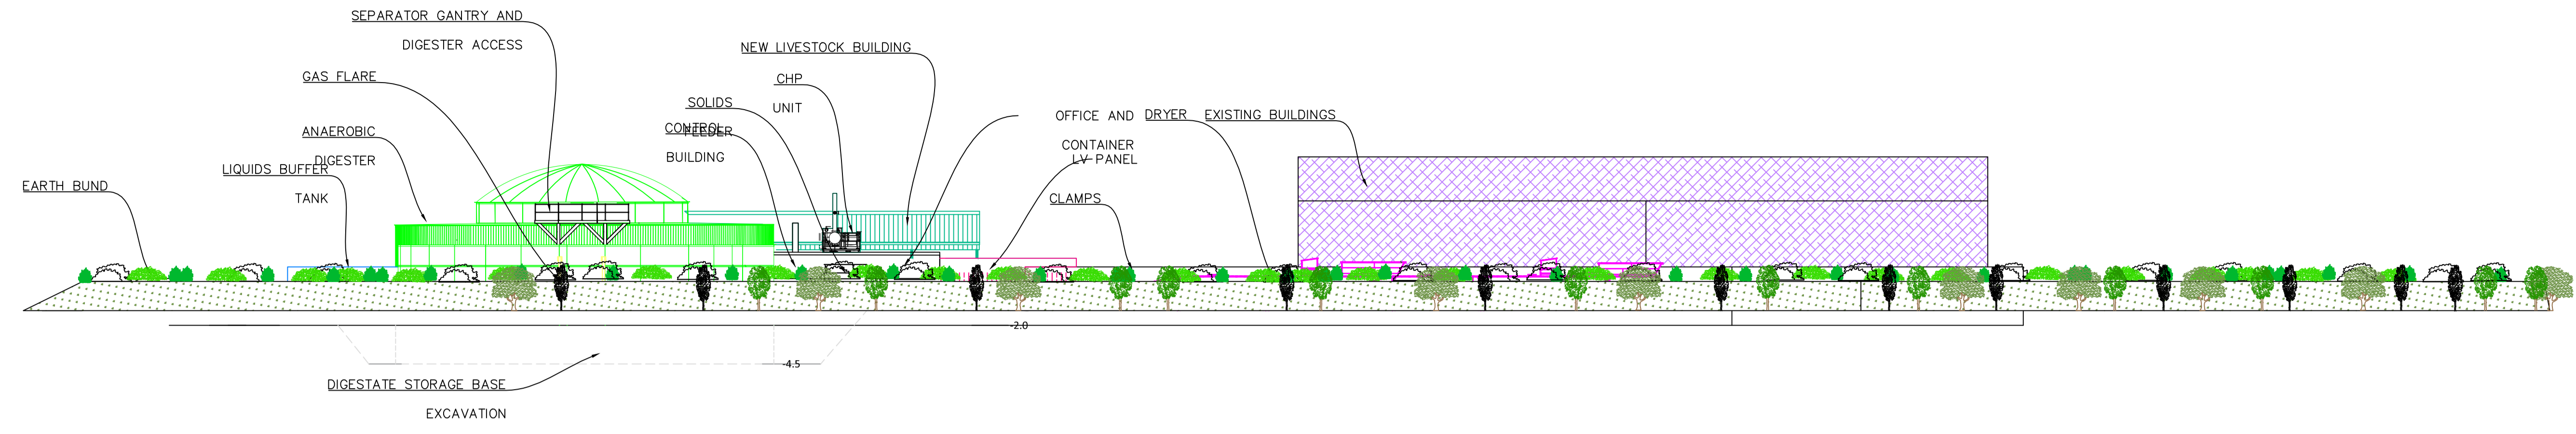 SEPARATOR GANTRY AND
DIGESTER ACCESS
GAS FLARE
ANAEROBIC
DIGESTER
LIQUIDS BUFFER
TANK
EARTH BUND
NEW LIVESTOCK BUILDING
CHP
UNIT
SOLIDS
FEEDER
CONTROL
BUILDING
OFFICE AND
CONTAINER
LV PANEL
DRYER
EXISTING BUILDINGS
CLAMPS
-2.0
-4.5
DIGESTATE STORAGE BASE
EXCAVATION